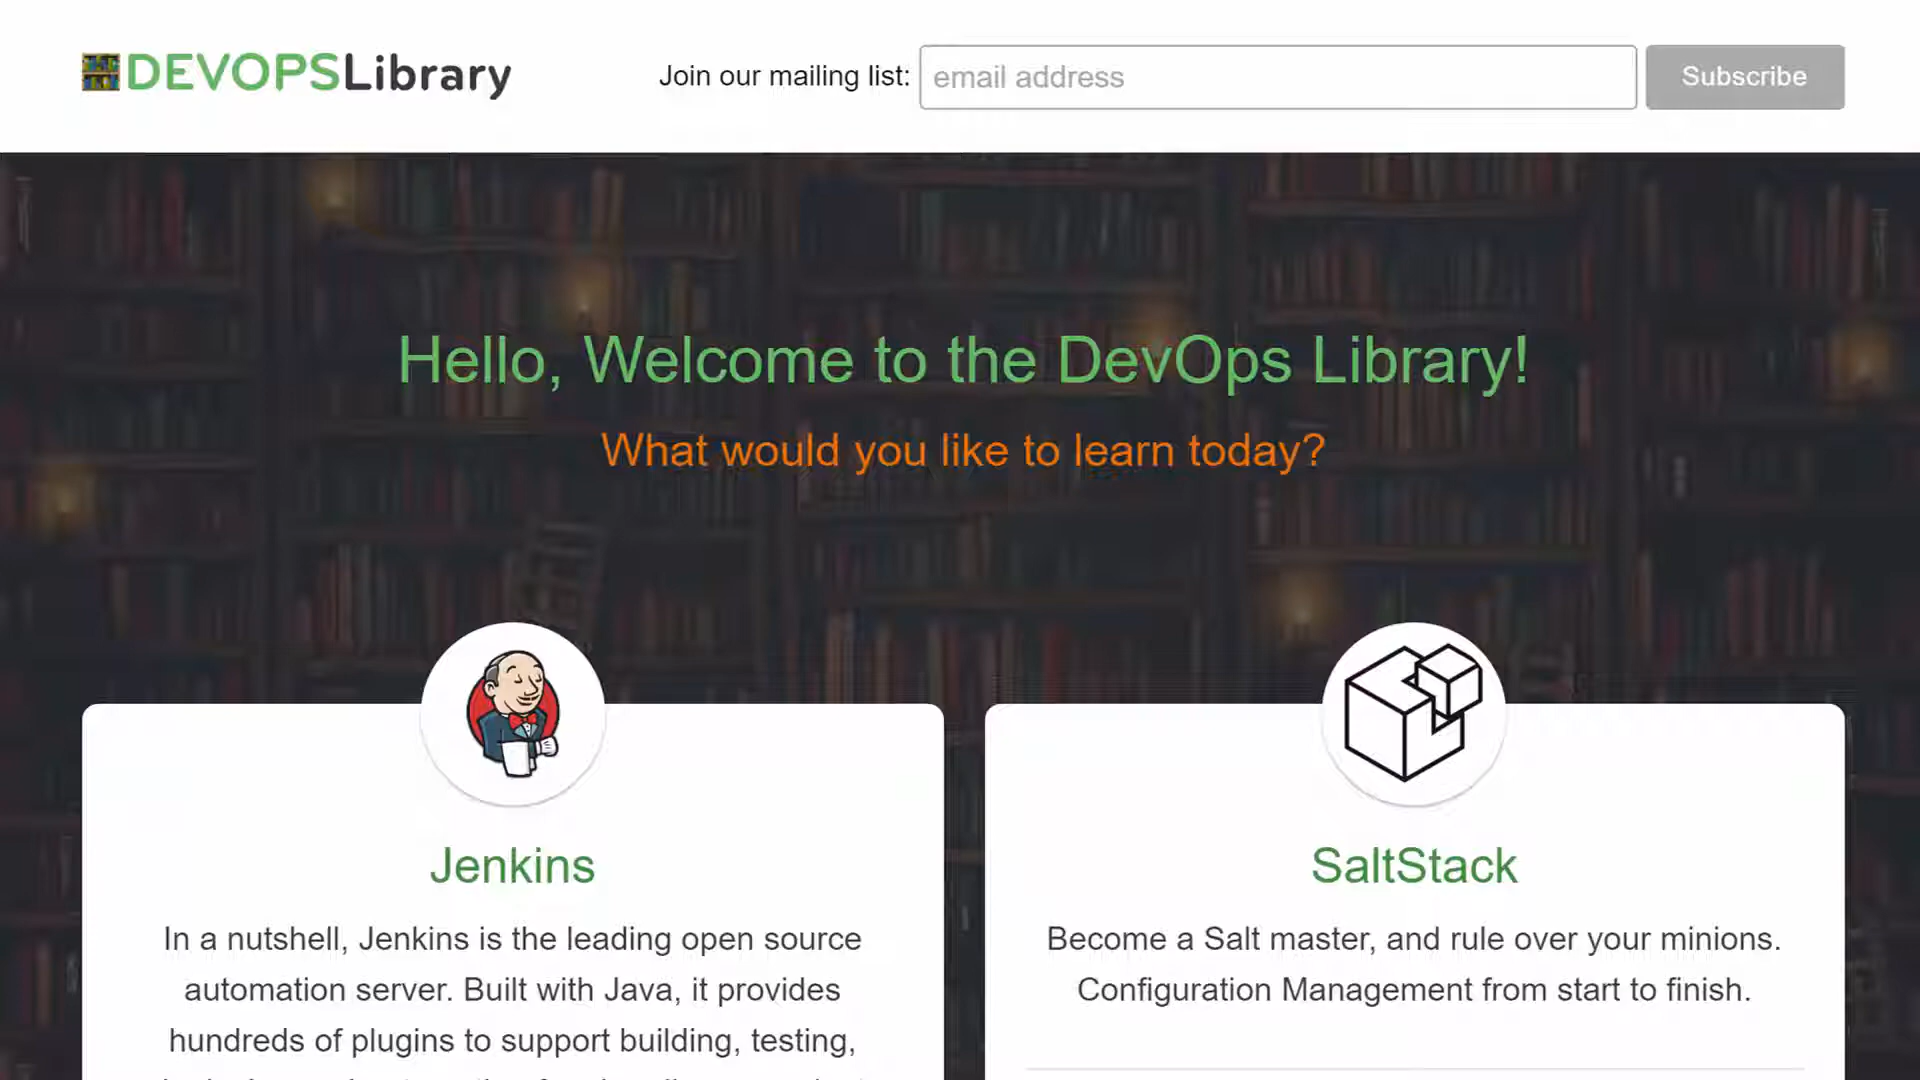 DEVOPSLibrary
Join our mailing list: email address Subscribe
Hello, Welcome to the DevOps Library!
What would you like to learn today?
Jenkins
In a nutshell, Jenkins is the leading open source
automation server. Built with Java, it provides
hundreds of plugins to support building, testing,
SaltStack
Become a Salt master, and rule over your minions.
Configuration Management from start to finish.